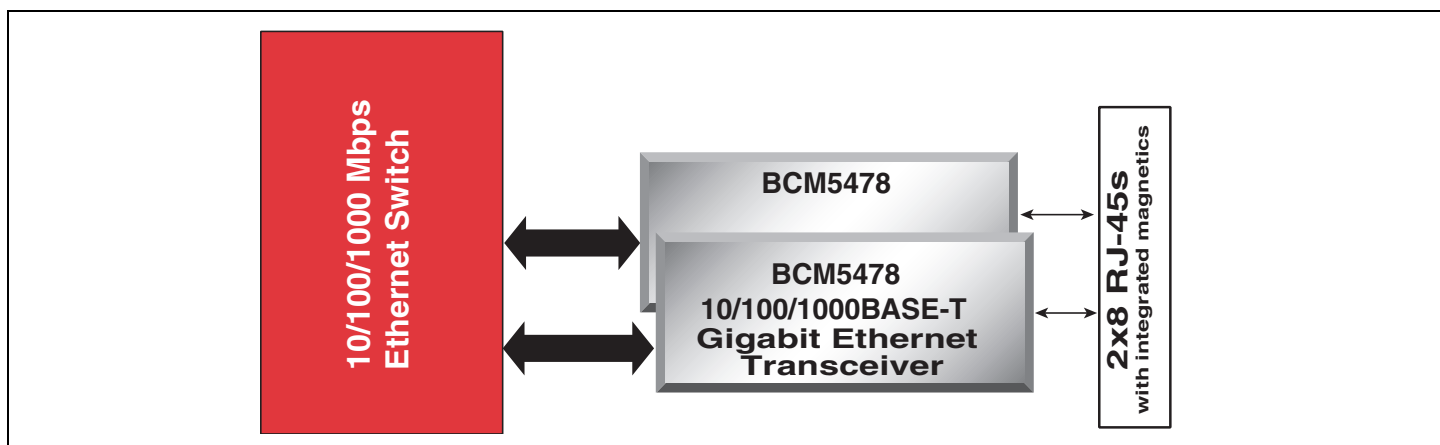 10/100/1000 Mbps
Ethernet Switch
BCM5478
BCM5478
10/100/1000BASE-T
Gigabit Ethernet
Transceiver
2x8 RJ-45s
with integrated magnetics